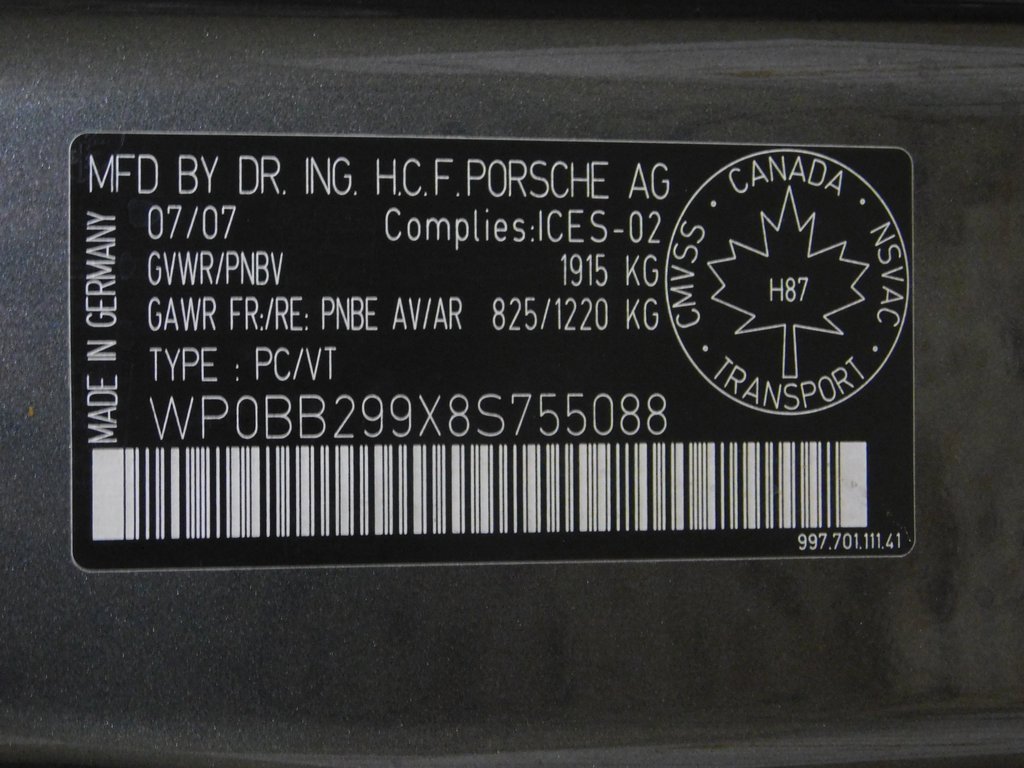 MFD BY DR. ING. H.C.F.PORSCHE AG
07/07 Complies:ICES-02
GVWR/PNBV 1915 KG
GAWR FR:/RE: PNBE AV/AR 825/1220 KG
TYPE : PC/VT
WP0BB299X8S755088
MADE IN GERMANY
CANADA
CMVSS
NSVAC
H87
TRANSPORT
997.701.111.41